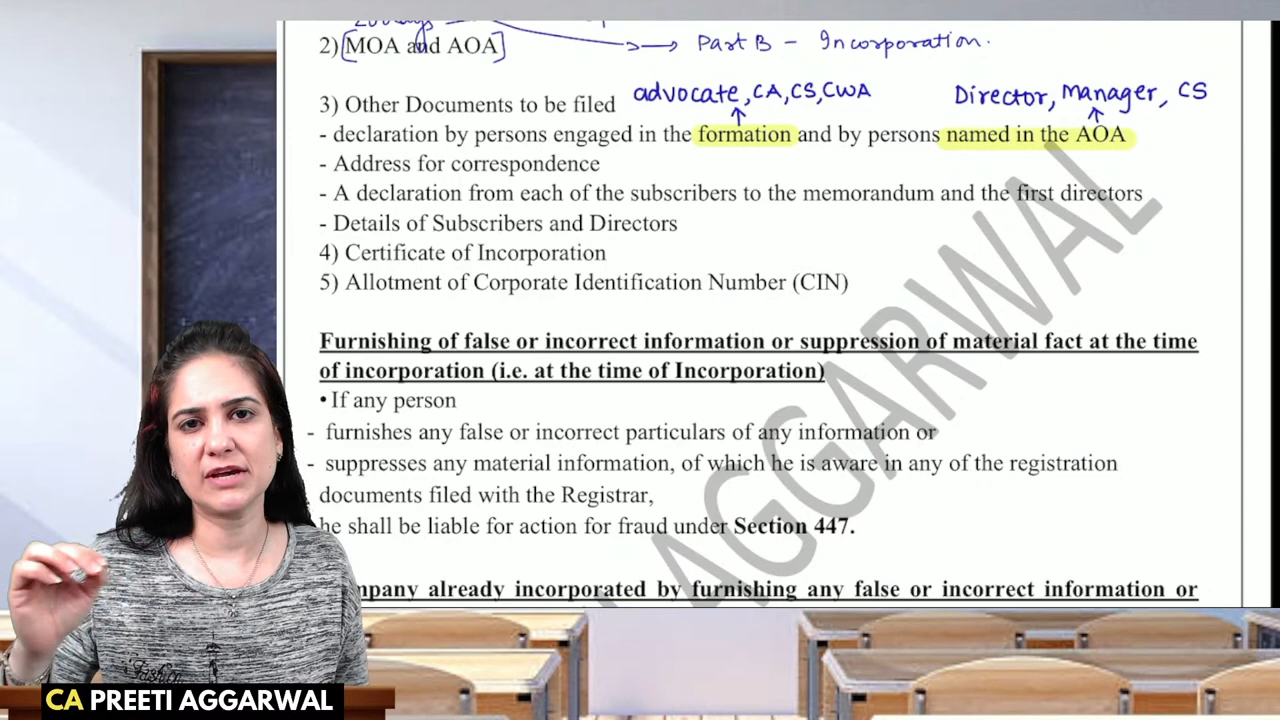 2) [MOA and AOA] → Part B - Incorporation.
advocate, CA, CS, CWA Director, Manager, CS
3) Other Documents to be filed
- declaration by persons engaged in the formation and by persons named in the AOA
- Address for correspondence
- A declaration from each of the subscribers to the memorandum and the first directors
- Details of Subscribers and Directors
4) Certificate of Incorporation
5) Allotment of Corporate Identification Number (CIN)
Furnishing of false or incorrect information or suppression of material fact at the time
of incorporation (i.e. at the time of Incorporation)
• If any person
- furnishes any false or incorrect particulars of any information or
- suppresses any material information, of which he is aware in any of the registration
documents filed with the Registrar,
he shall be liable for action for fraud under Section 447.
mpany already incorporated by furnishing any false or incorrect information or
AGGARWAL
CA PREETI AGGARWAL